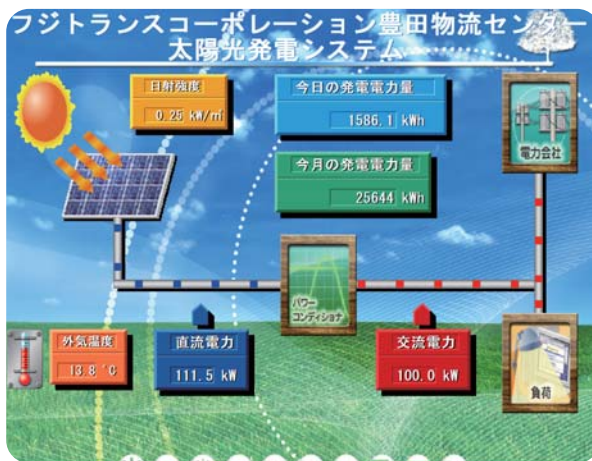 フジトランスコーポレーション豊田物流センター
太陽光発電システム
日射強度
0.25 kW/㎡
今日の発電電力量
1586.1 kWh
今月の発電電力量
25644 kWh
電力会社
パワー
コンディショナ
外気温度
13.8 ℃
直流電力
111.5 kW
交流電力
100.0 kW
負荷